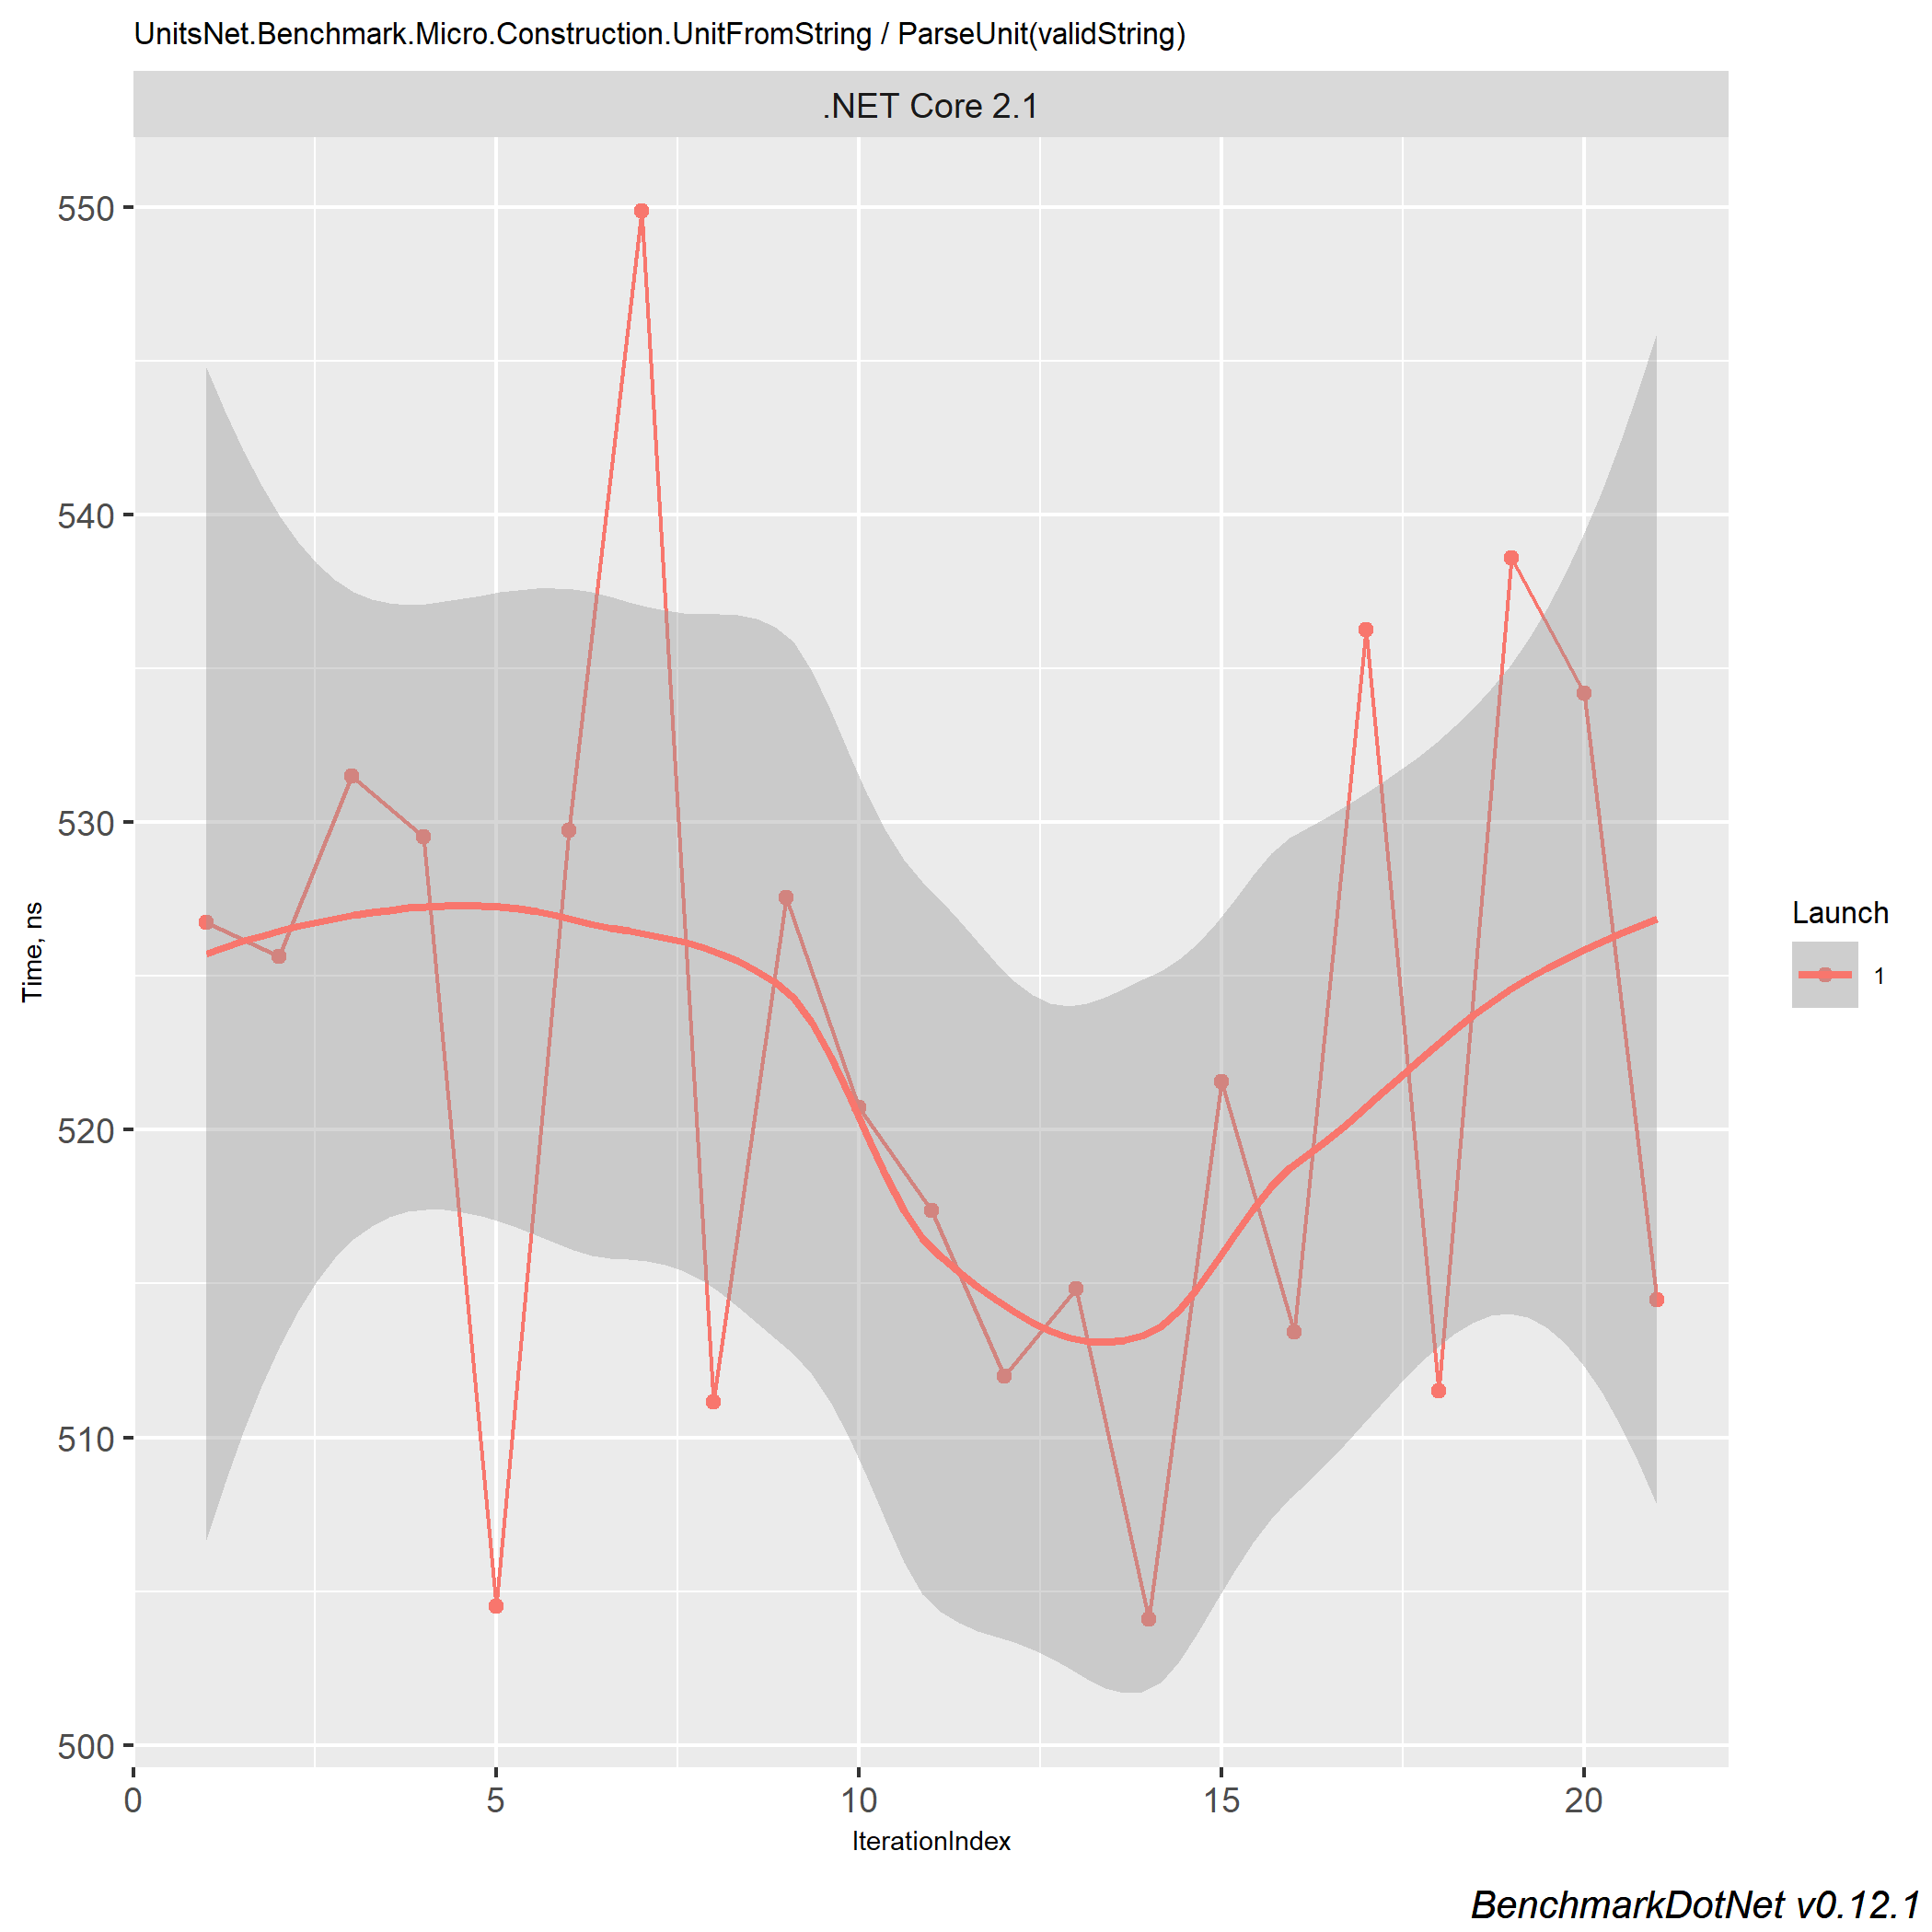 UnitsNet.Benchmark.Micro.Construction.UnitFromString / ParseUnit(validString)
.NET Core 2.1
550
540
530
520
510
500
Time, ns
0 5 10 15 20
IterationIndex
Launch
1
BenchmarkDotNet v0.12.1